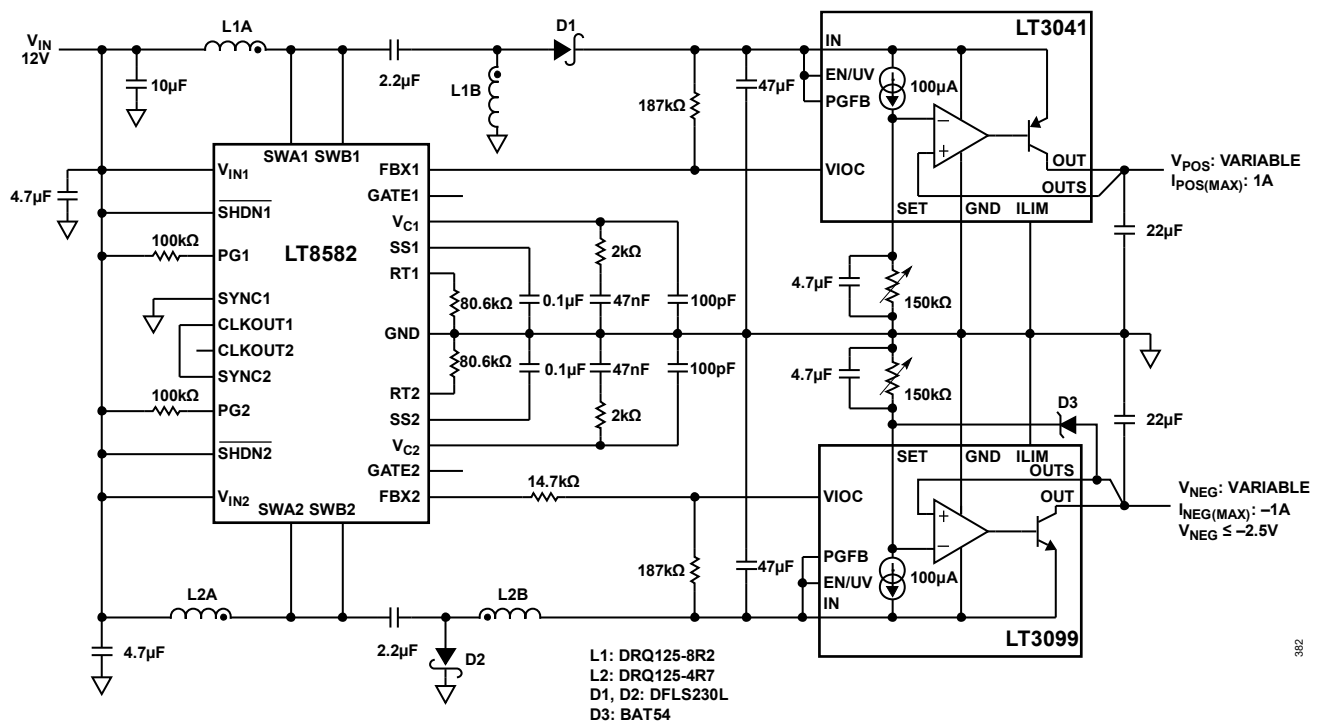 L1A
D1
LT3041
V_IN
12V
10µF
2.2µF
L1B
187kΩ
47µF
IN
EN/UV
PGFB
100µA
VIOC
OUT
OUTS
SET
GND
ILIM
V_POS: VARIABLE
I_POS(MAX): 1A
22µF
4.7µF
150kΩ
SWA1
SWB1
V_IN1
4.7µF
SHDN1
100kΩ
PG1
LT8582
SYNC1
CLKOUT1
CLKOUT2
SYNC2
100kΩ
PG2
SHDN2
V_IN2
SWA2
SWB2
FBX1
GATE1
V_C1
SS1
RT1
GND
RT2
SS2
V_C2
GATE2
FBX2
2kΩ
80.6kΩ
0.1µF
47nF
100pF
80.6kΩ
0.1µF
47nF
100pF
2kΩ
14.7kΩ
4.7µF
150kΩ
D3
22µF
SET
GND
ILIM
OUTS
OUT
VIOC
V_NEG: VARIABLE
I_NEG(MAX): –1A
V_NEG ≤ –2.5V
187kΩ
47µF
PGFB
EN/UV
IN
100µA
LT3099
L2A
L2B
4.7µF
2.2µF
D2
L1: DRQ125-8R2
L2: DRQ125-4R7
D1, D2: DFLS230L
D3: BAT54
382